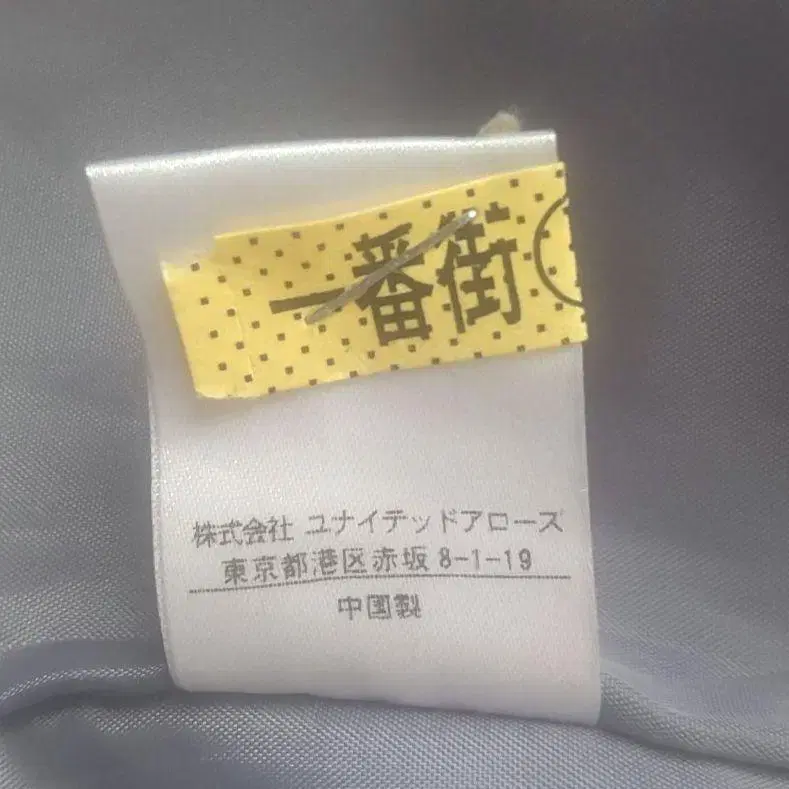 一番街
株式会社 ユナイテッドアローズ
東京都港区赤坂 8-1-19
中国製